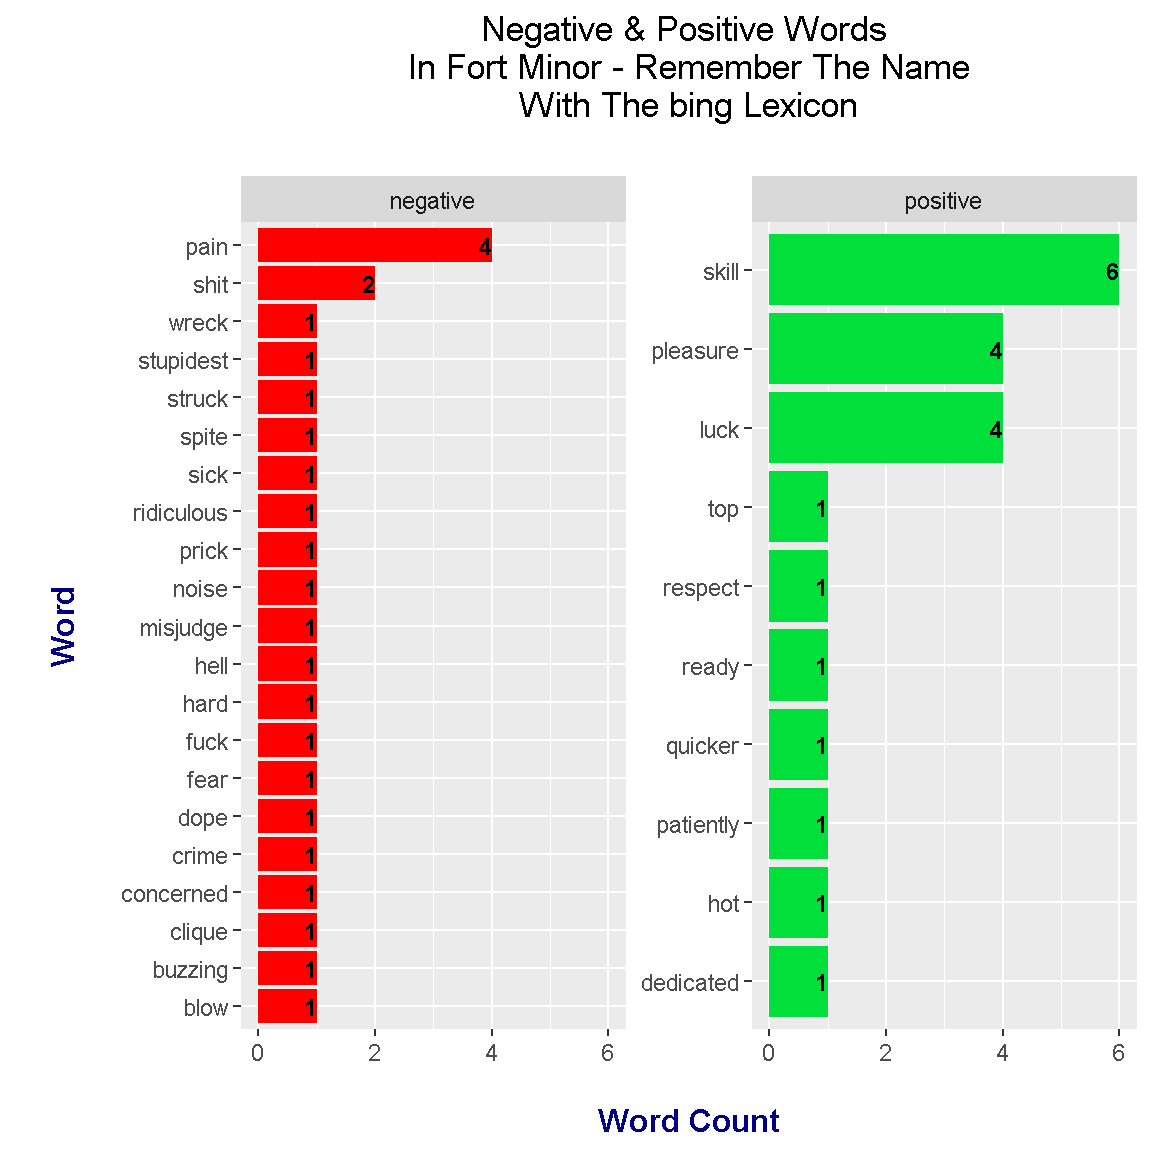 Negative & Positive Words
In Fort Minor - Remember The Name
With The bing Lexicon
negative
positive
Word
pain 4
shit 2
wreck 1
stupidest 1
struck 1
spite 1
sick 1
ridiculous 1
prick 1
noise 1
misjudge 1
hell 1
hard 1
fuck 1
fear 1
dope 1
crime 1
concerned 1
clique 1
buzzing 1
blow 1
0 2 4 6
skill 6
pleasure 4
luck 4
top 1
respect 1
ready 1
quicker 1
patiently 1
hot 1
dedicated 1
0 2 4 6
Word Count